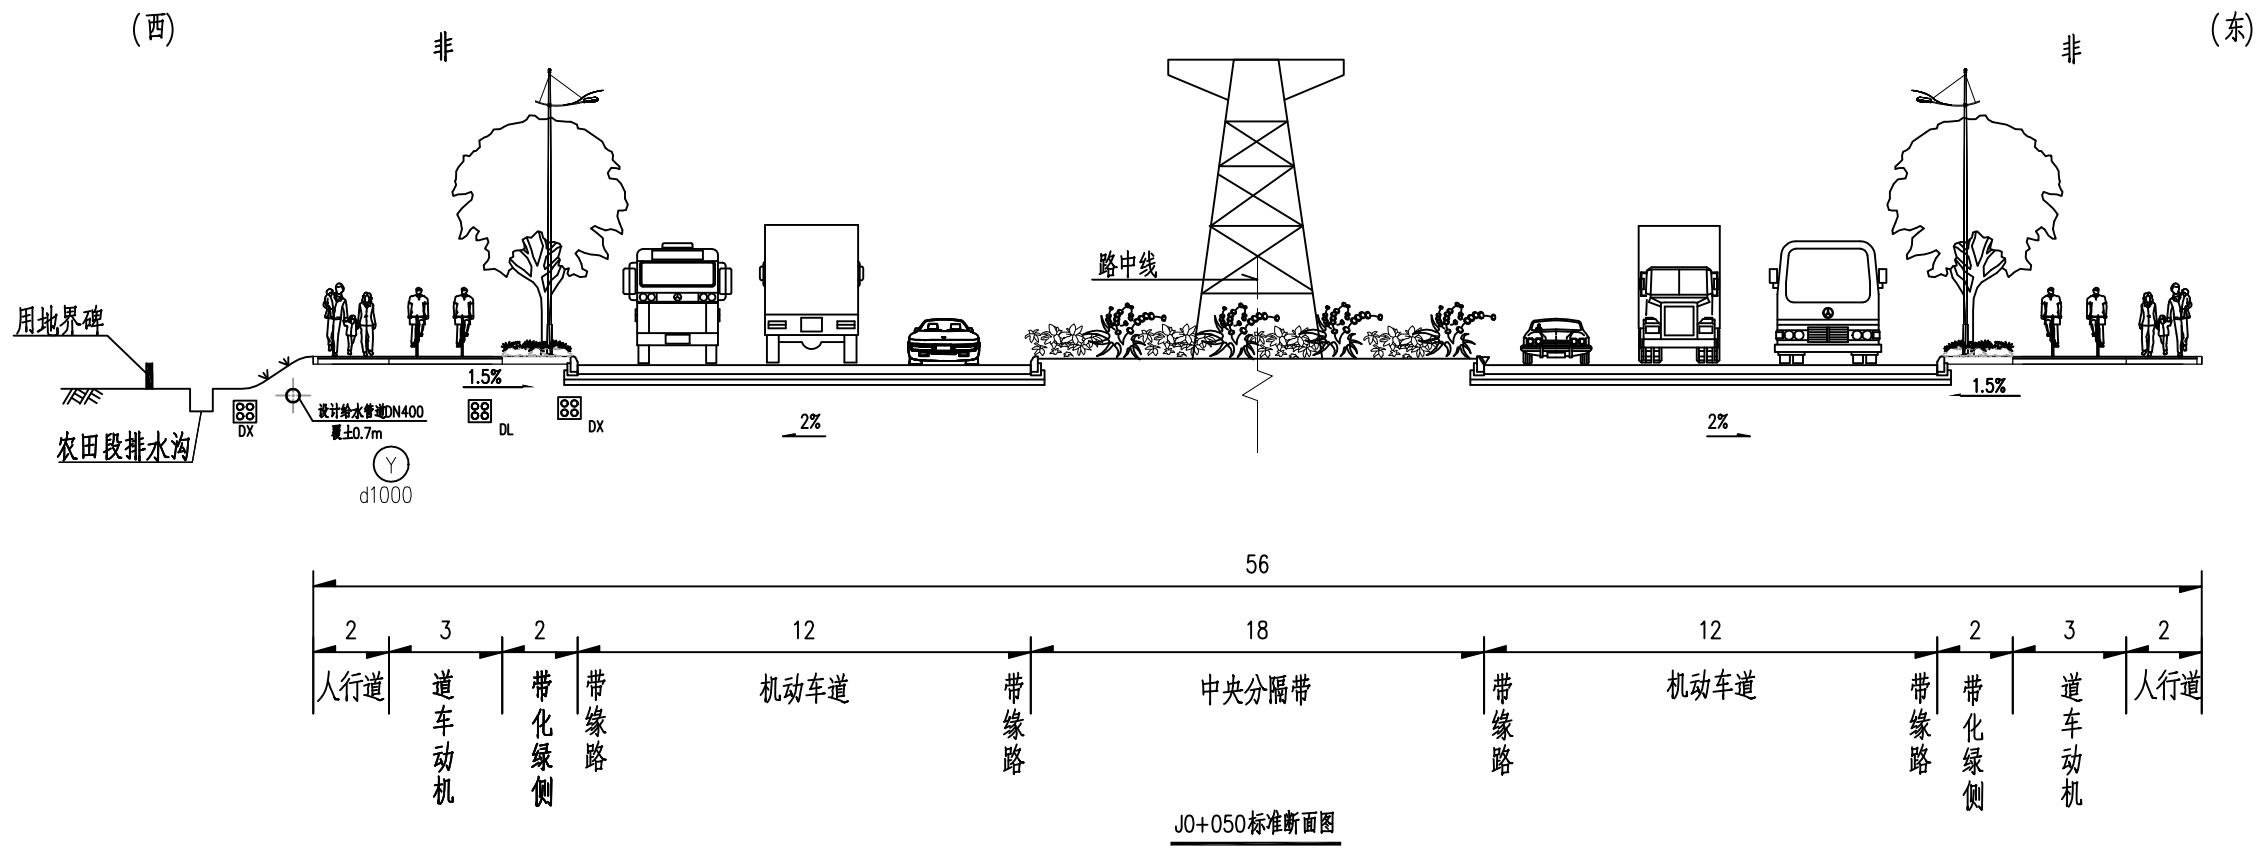 (西)
(东)
非
非
路中线
用地界碑
1.5%
1.5%
设计给水管道DN400
覆土0.7m
DX
DL
DX
2%
2%
农田段排水沟
Y
d1000
56
2
3
2
12
18
12
2
3
2
人行道
道车动机
带化绿侧
带缘路
机动车道
带缘路
中央分隔带
带缘路
机动车道
带缘路
带化绿侧
道车动机
人行道
J0+050标准断面图